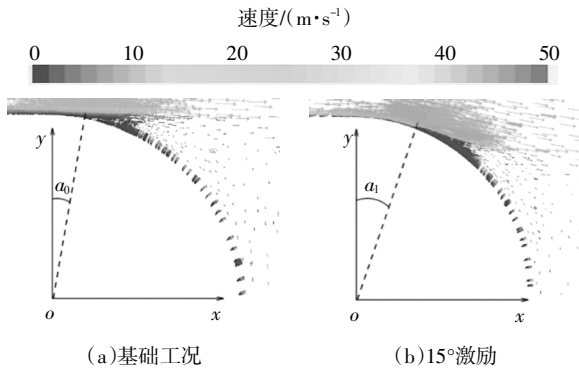 速度/(m·s⁻¹)
0 10 20 30 40 50
y y
a₀ a₁
o x o x
(a)基础工况 (b)15°激励